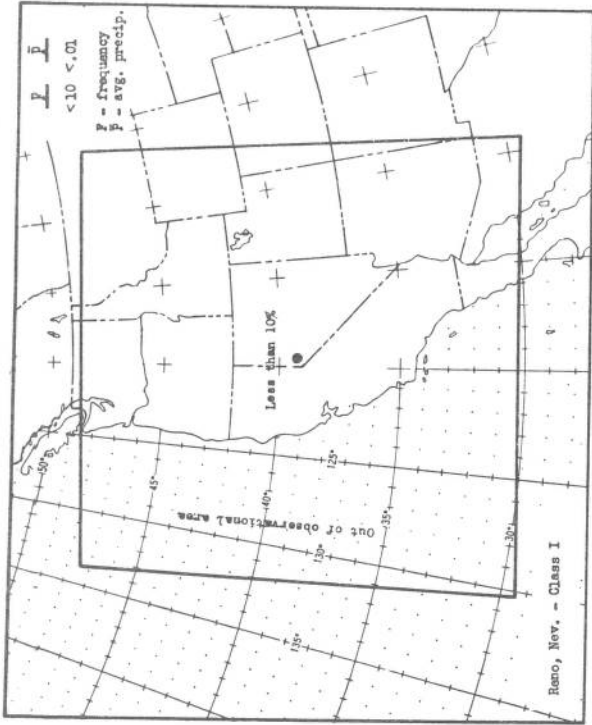 F p̄
<10 <.01
F - frequency
p̄ - avg. precip.
Less than 10%
Out of observational area
50°
45°
40°
35°
30°
125°
130°
135°
Reno, Nev. - Class I